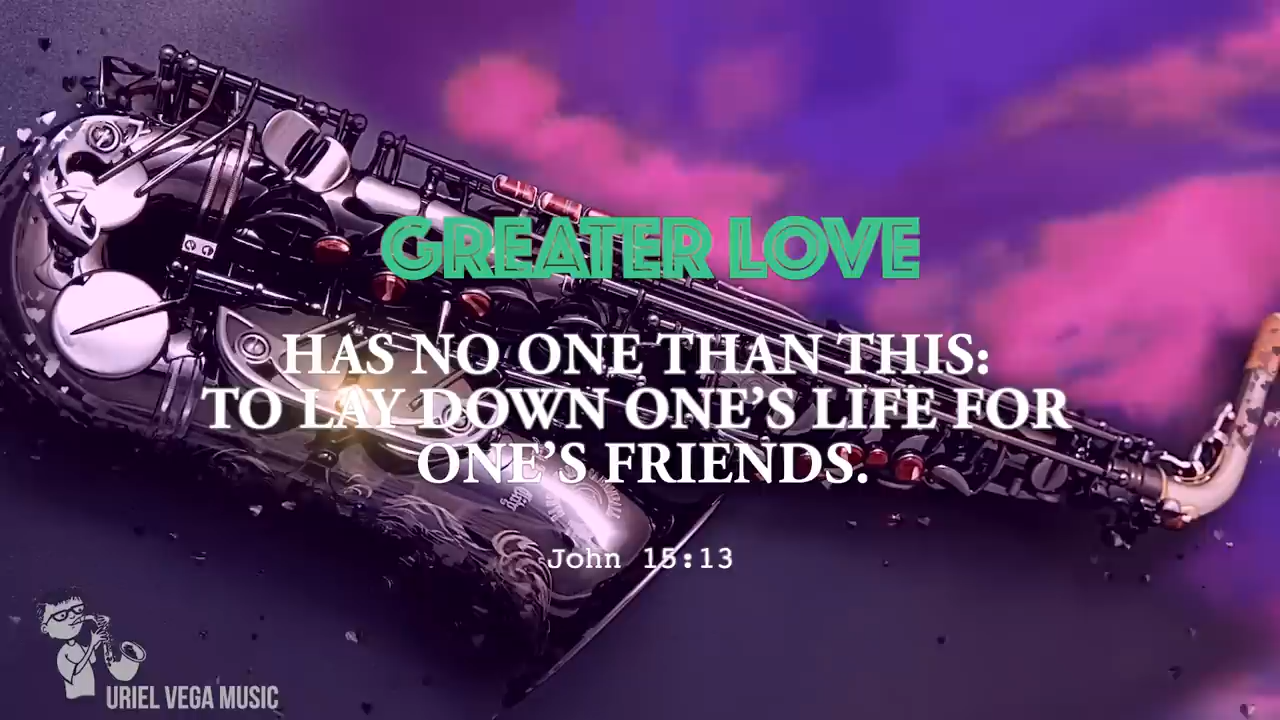 GREATER LOVE
HAS NO ONE THAN THIS:
TO LAY DOWN ONE'S LIFE FOR
ONE'S FRIENDS.
John 15:13
URIEL VEGA MUSIC